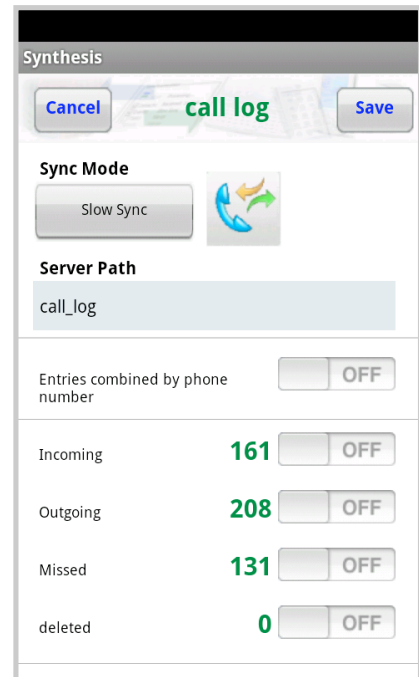 Synthesis
Cancel call log Save
Sync Mode
Slow Sync
Server Path
call_log
Entries combined by phone OFF
number
Incoming 161 OFF
Outgoing 208 OFF
Missed 131 OFF
deleted 0 OFF